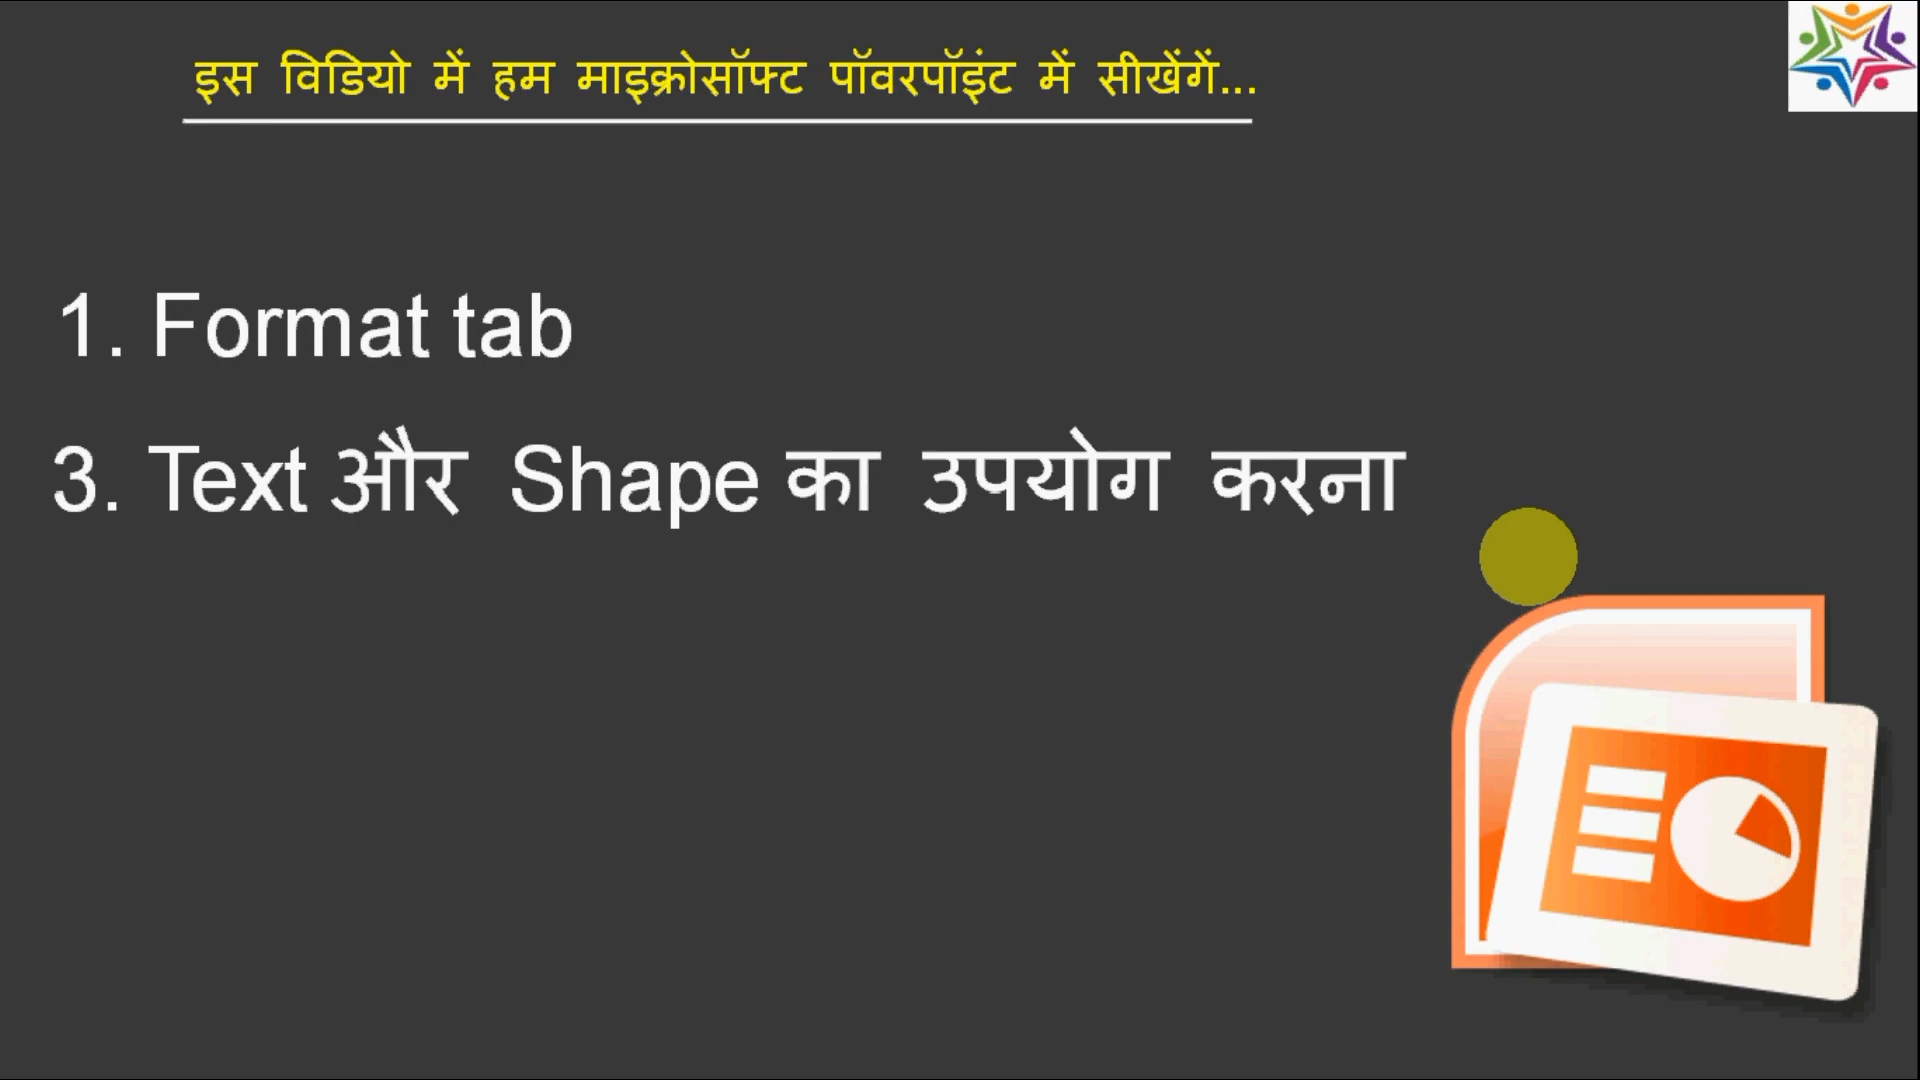 इस विडियो में हम माइक्रोसॉफ्ट पॉवरपॉइंट में सीखेंगें...
1. Format tab
3. Text और Shape का उपयोग करना